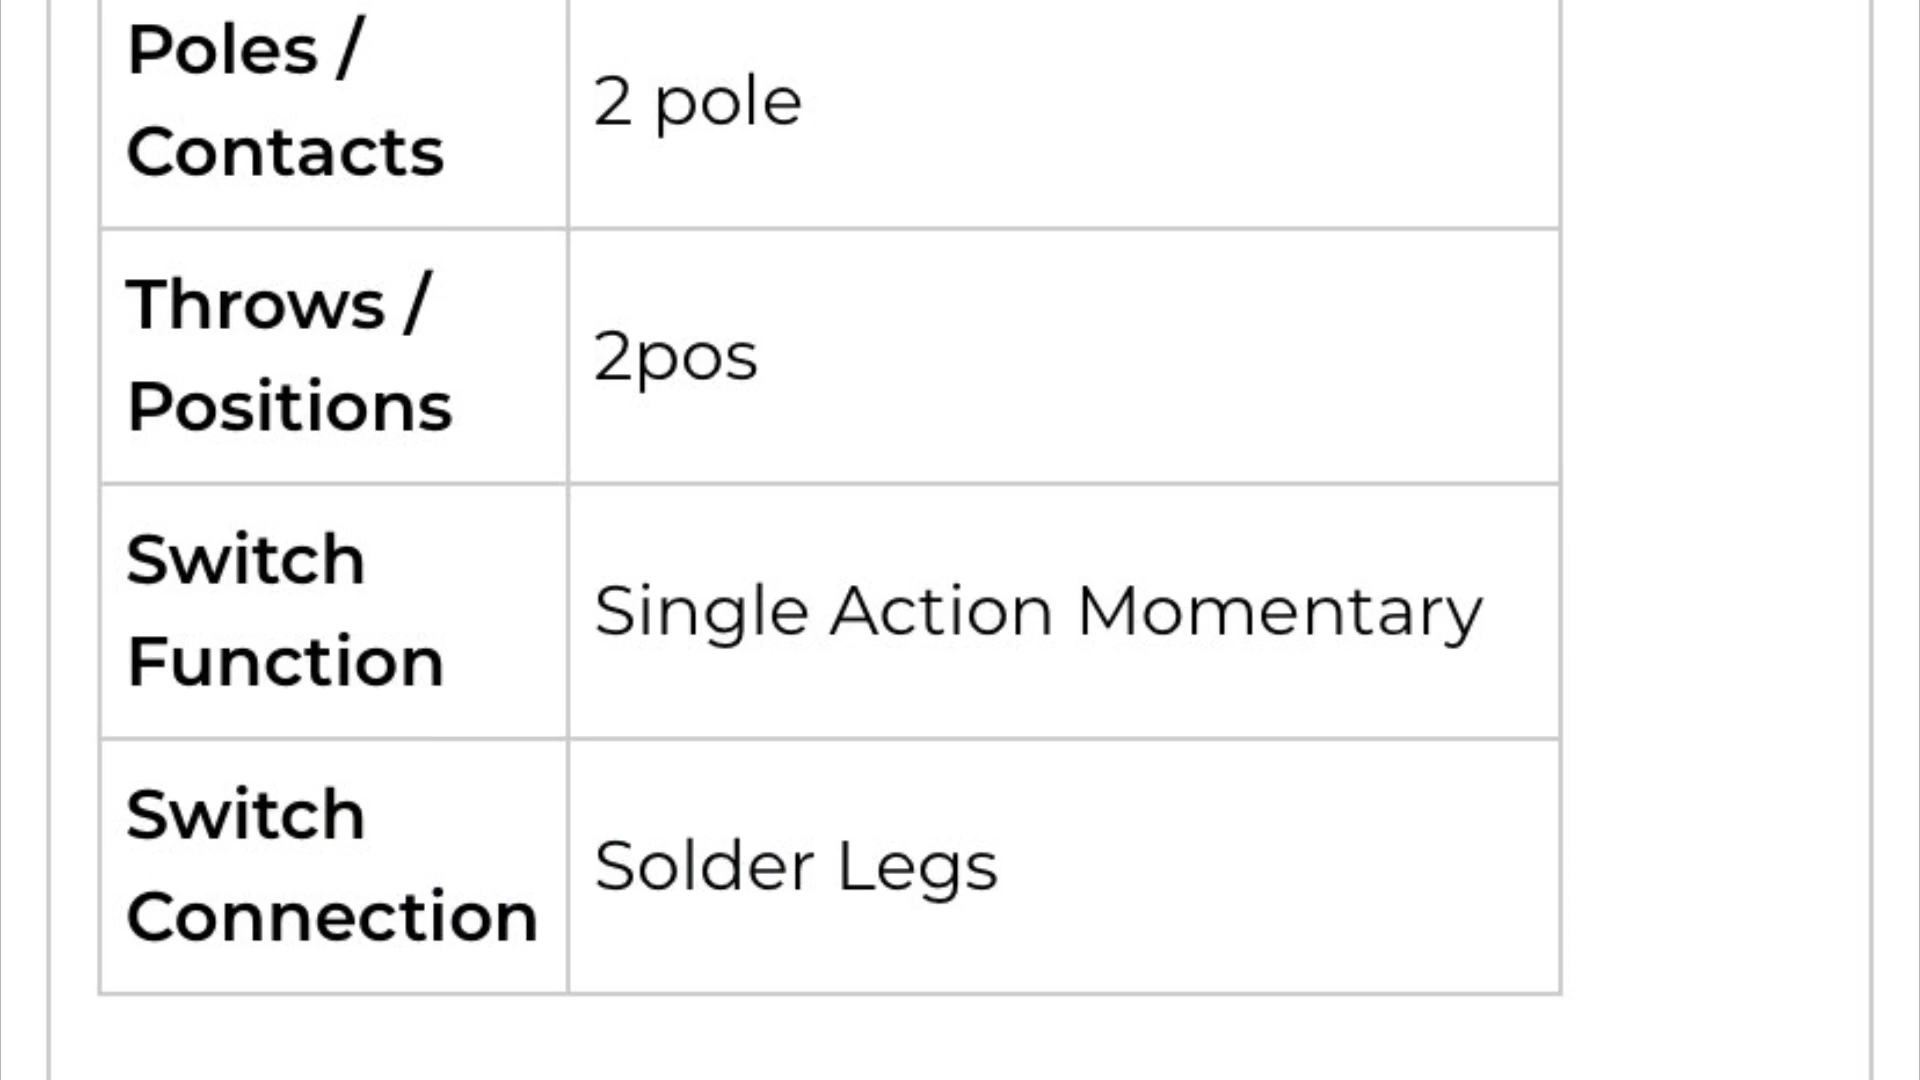 Poles /
Contacts
2 pole
Throws /
Positions
2pos
Switch
Function
Single Action Momentary
Switch
Connection
Solder Legs